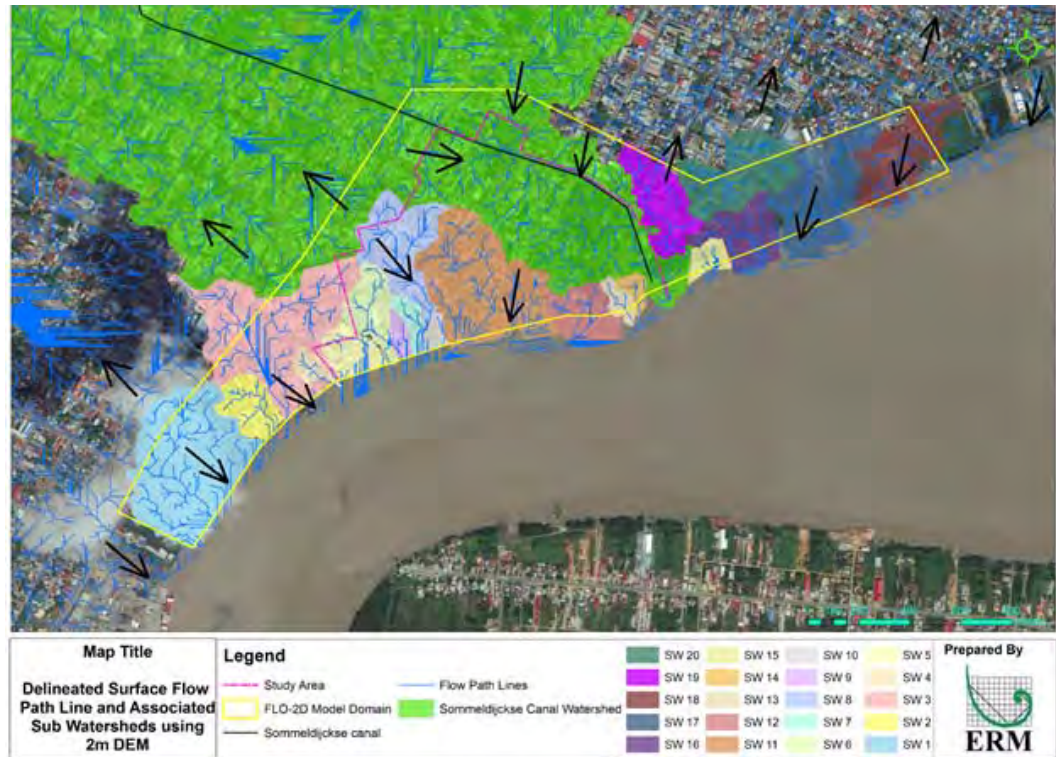 Map Title
Delineated Surface Flow
Path Line and Associated
Sub Watersheds using
2m DEM
Legend
Study Area
FLO-2D Model Domain
Sommeldijckse canal
Flow Path Lines
Sommeldijckse Canal Watershed
SW 20
SW 19
SW 18
SW 17
SW 16
SW 15
SW 14
SW 13
SW 12
SW 11
SW 10
SW 9
SW 8
SW 7
SW 6
SW 5
SW 4
SW 3
SW 2
SW 1
Prepared By
ERM